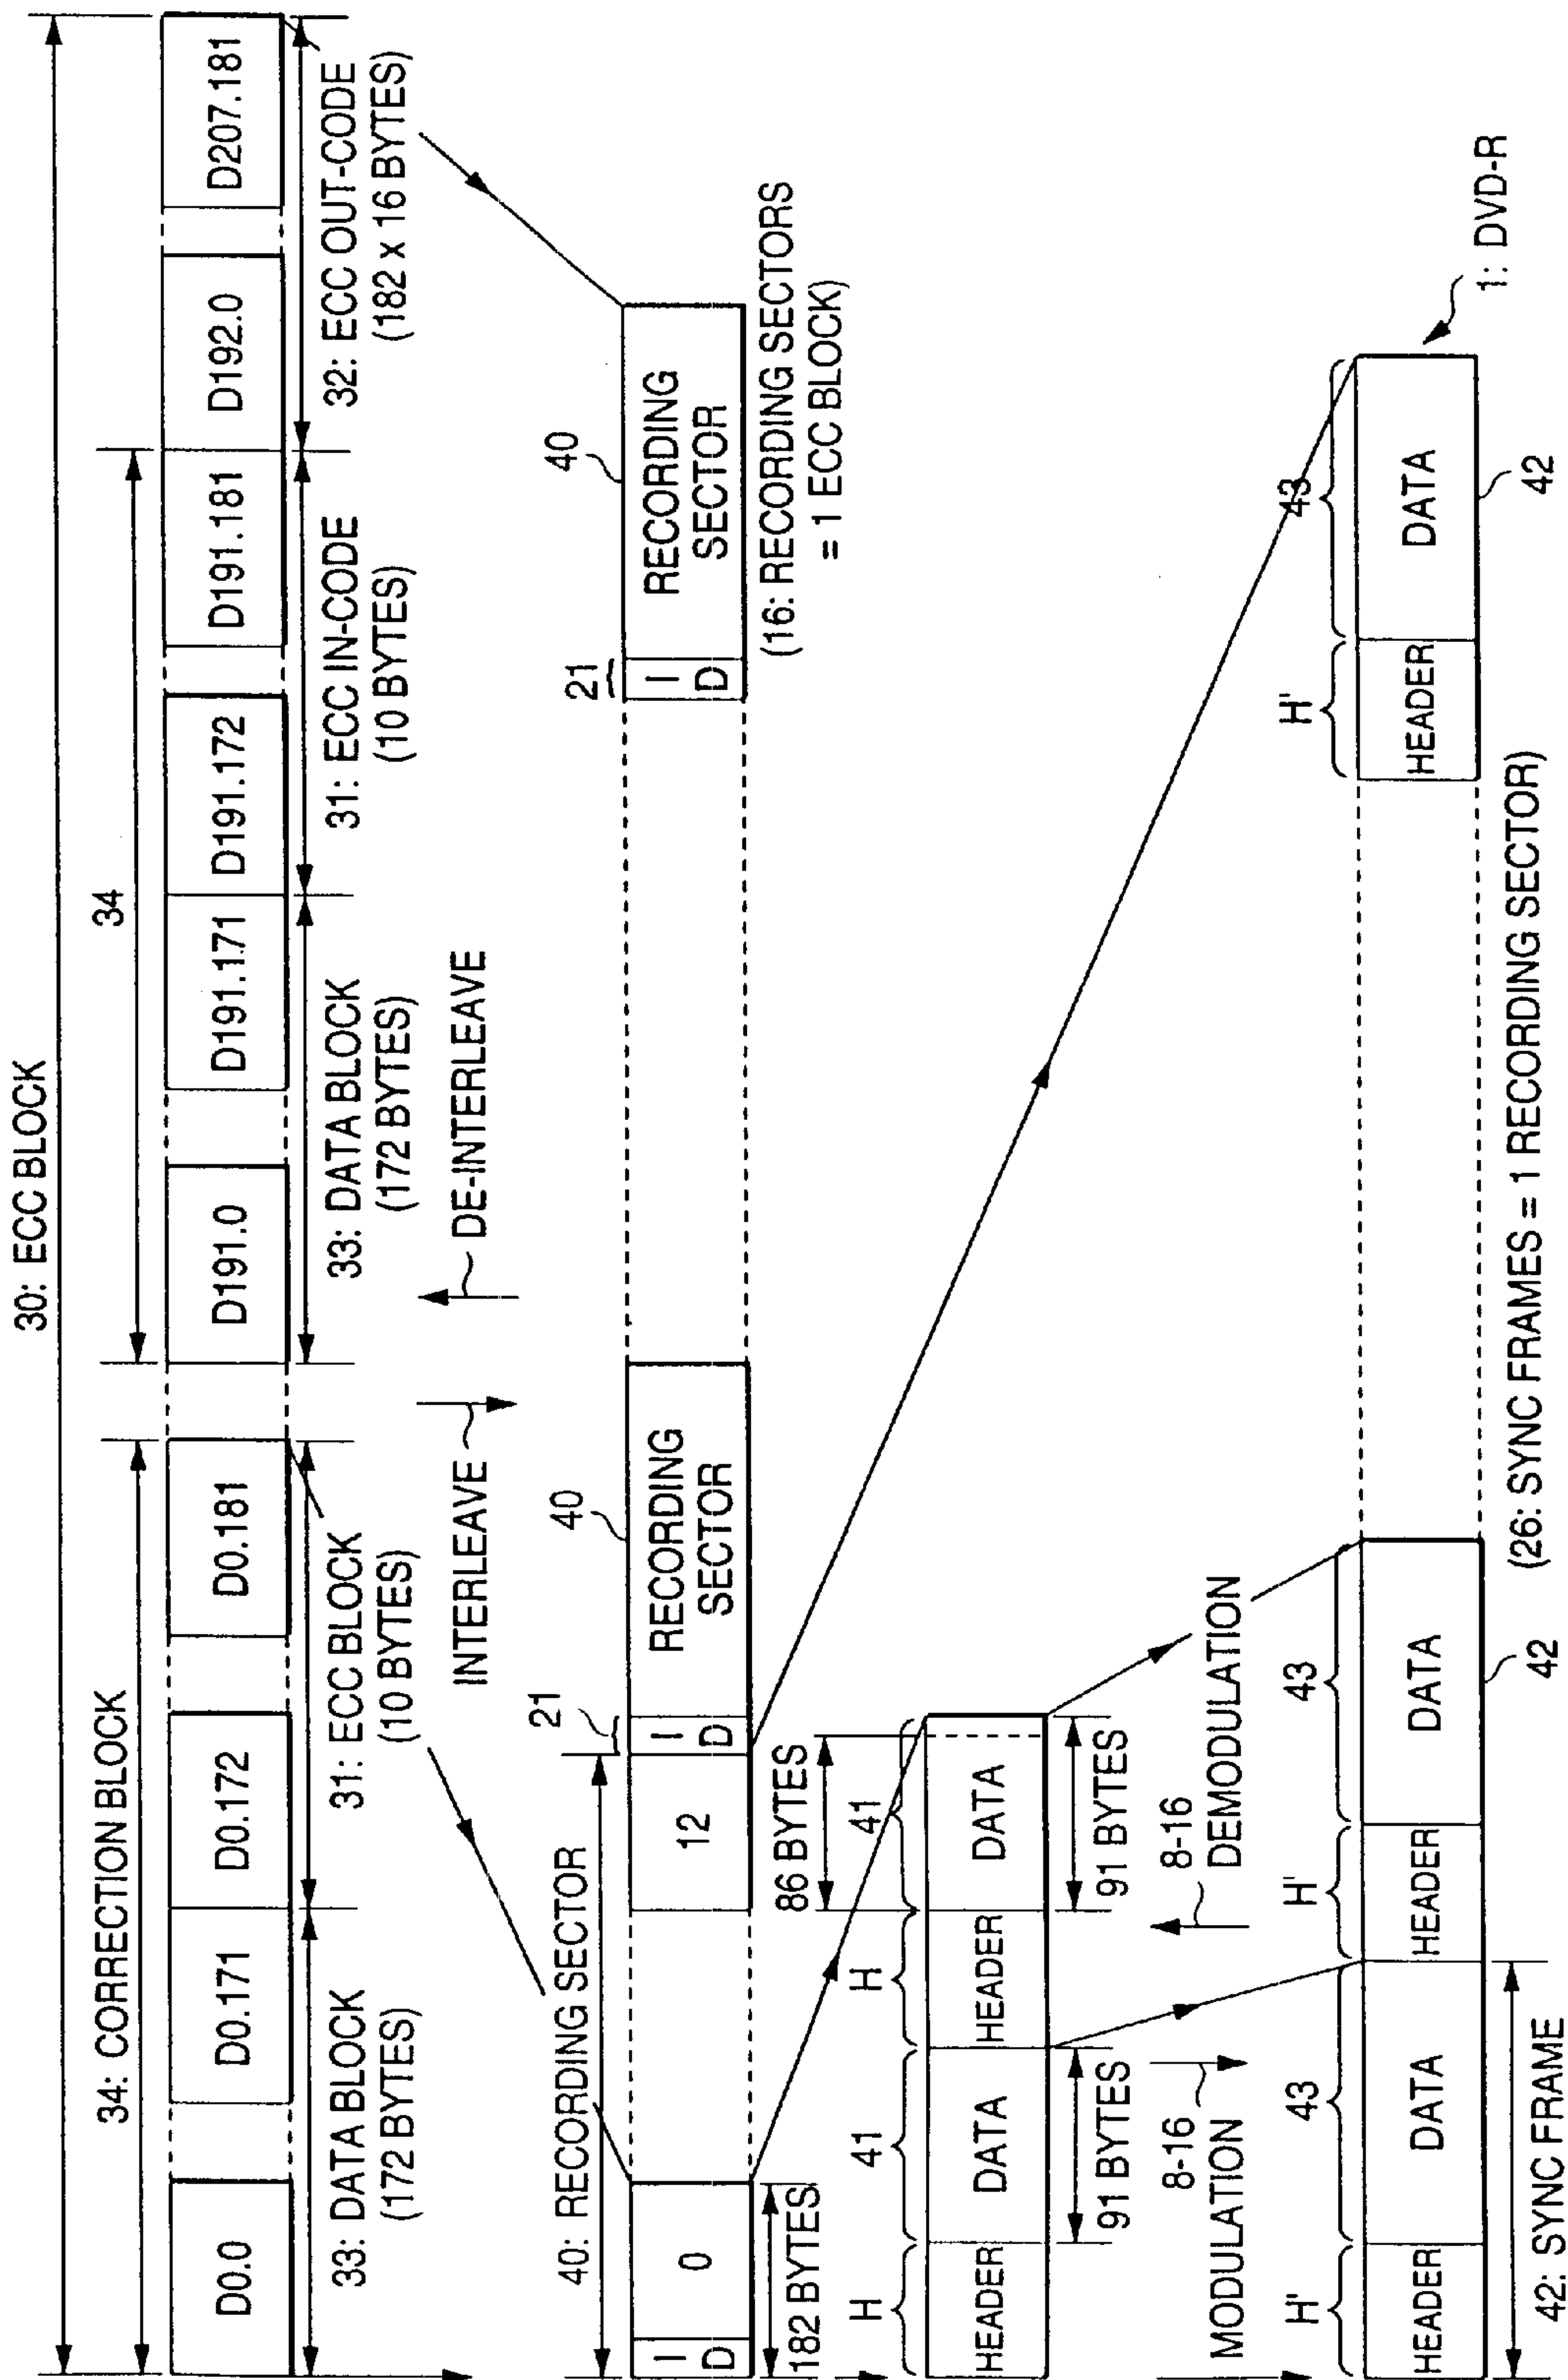 30: ECC BLOCK
34: CORRECTION BLOCK
34
D0.0
D0.171
D0.172
D0.181
D191.0
D191.171
D191.172
D191.181
D192.0
D207.181
33: DATA BLOCK
(172 BYTES)
31: ECC BLOCK
(10 BYTES)
33: DATA BLOCK
(172 BYTES)
31: ECC IN-CODE
(10 BYTES)
32: ECC OUT-CODE
(182 x 16 BYTES)
INTERLEAVE
DE-INTERLEAVE
40: RECORDING SECTOR
21
40
21
40
ID
0
12
ID
RECORDING
SECTOR
ID
RECORDING
SECTOR
182 BYTES
(16: RECORDING SECTORS
= 1 ECC BLOCK)
86 BYTES
H
41
H
41
HEADER
DATA
HEADER
DATA
91 BYTES
91 BYTES
8-16
MODULATION
8-16
DEMODULATION
1: DVD-R
H'
43
H'
43
H'
43
HEADER
DATA
HEADER
DATA
HEADER
DATA
42: SYNC FRAME
42
42
(26: SYNC FRAMES = 1 RECORDING SECTOR)